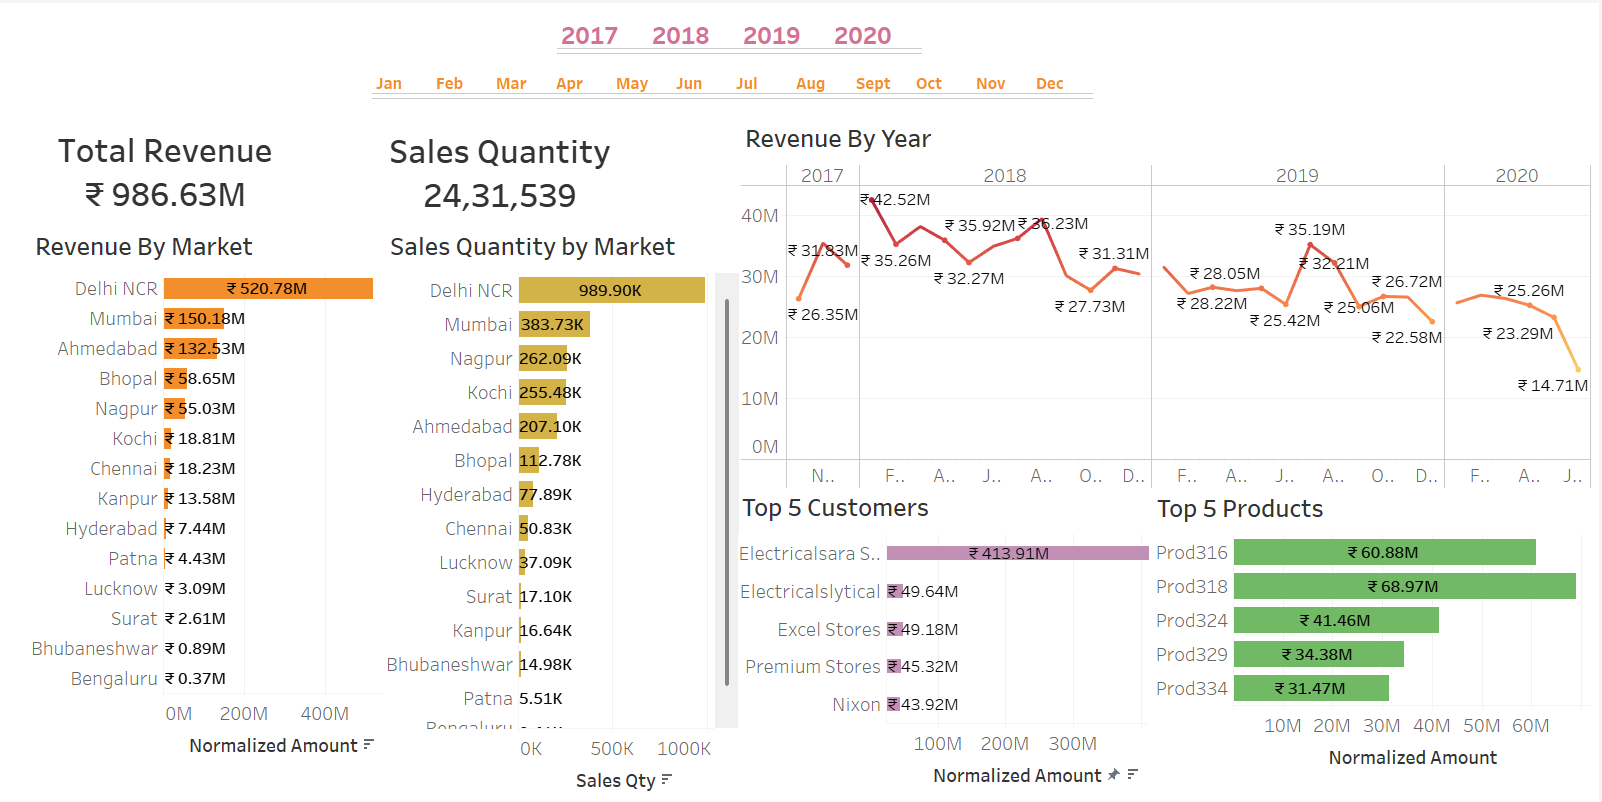 2017 2018 2019 2020
Jan Feb Mar Apr May Jun Jul Aug Sept Oct Nov Dec
Total Revenue
₹ 986.63M
Revenue By Market
Delhi NCR ₹ 520.78M
Mumbai ₹ 150.18M
Ahmedabad ₹ 132.53M
Bhopal ₹ 58.65M
Nagpur ₹ 55.03M
Kochi ₹ 18.81M
Chennai ₹ 18.23M
Kanpur ₹ 13.58M
Hyderabad ₹ 7.44M
Patna ₹ 4.43M
Lucknow ₹ 3.09M
Surat ₹ 2.61M
Bhubaneshwar ₹ 0.89M
Bengaluru ₹ 0.37M
0M 200M 400M
Normalized Amount
Sales Quantity
24,31,539
Sales Quantity by Market
Delhi NCR 989.90K
Mumbai 383.73K
Nagpur 262.09K
Kochi 255.48K
Ahmedabad 207.10K
Bhopal 112.78K
Hyderabad 77.89K
Chennai 50.83K
Lucknow 37.09K
Surat 17.10K
Kanpur 16.64K
Bhubaneshwar 14.98K
Patna 5.51K
Bengaluru
0K 500K 1000K
Sales Qty
Revenue By Year
2017 2018 2019 2020
40M
30M
20M
10M
0M
₹ 42.52M
₹ 35.92M ₹ 36.23M ₹ 35.19M
₹ 31.83M ₹ 35.26M ₹ 31.31M ₹ 32.21M
₹ 32.27M ₹ 28.05M ₹ 26.72M ₹ 25.26M
₹ 26.35M ₹ 27.73M ₹ 28.22M ₹ 25.06M
₹ 25.42M ₹ 22.58M ₹ 23.29M
₹ 14.71M
N.. F.. A.. J.. A.. O.. D.. F.. A.. J.. A.. O.. D.. F.. A.. J..
Top 5 Customers
Electricalsara S.. ₹ 413.91M
Electricalslytical ₹ 49.64M
Excel Stores ₹ 49.18M
Premium Stores ₹ 45.32M
Nixon ₹ 43.92M
100M 200M 300M
Normalized Amount
Top 5 Products
Prod316 ₹ 60.88M
Prod318 ₹ 68.97M
Prod324 ₹ 41.46M
Prod329 ₹ 34.38M
Prod334 ₹ 31.47M
10M 20M 30M 40M 50M 60M
Normalized Amount